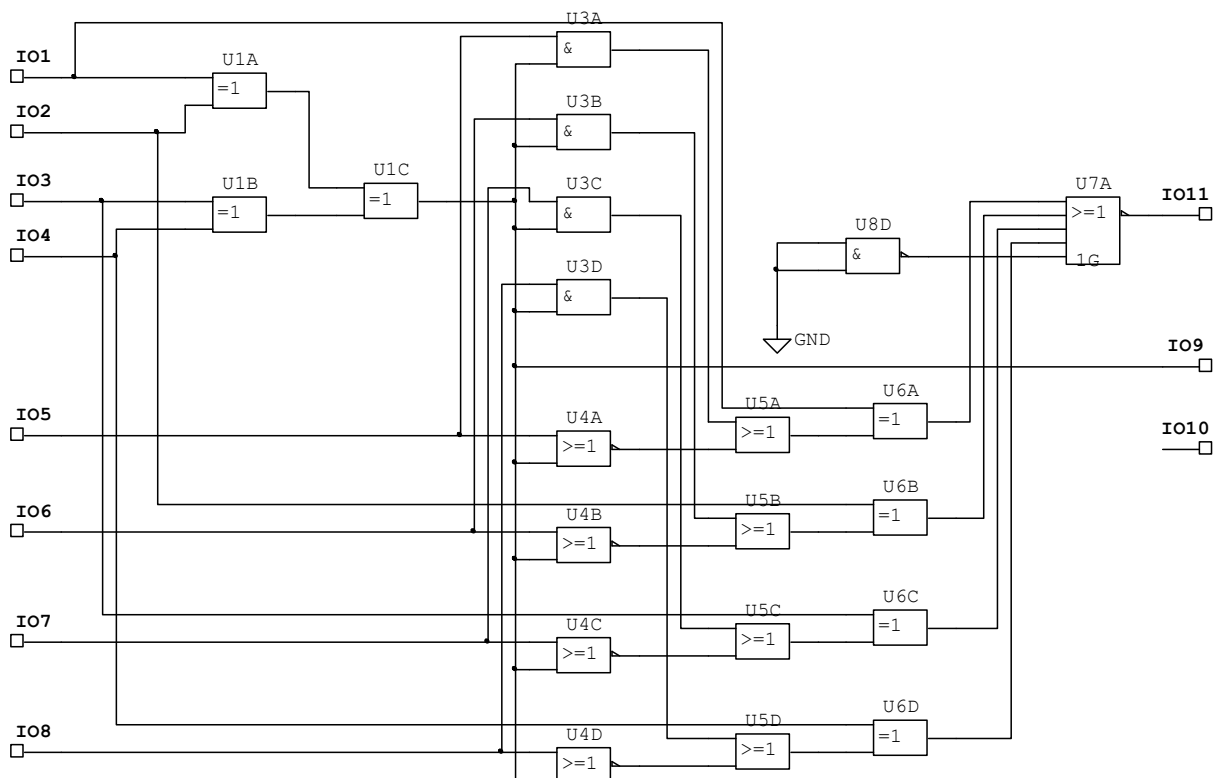 U3A
&
IO1
U1A
=1
IO2
U3B
&
IO3
U1B
=1
U1C
=1
U3C
&
U7A
>=1
1G
IO11
IO4
U8D
&
U3D
&
GND
IO9
U6A
=1
IO5
U4A
>=1
U5A
>=1
IO10
U6B
=1
IO6
U4B
>=1
U5B
>=1
U6C
=1
IO7
U4C
>=1
U5C
>=1
U6D
=1
IO8
U4D
>=1
U5D
>=1